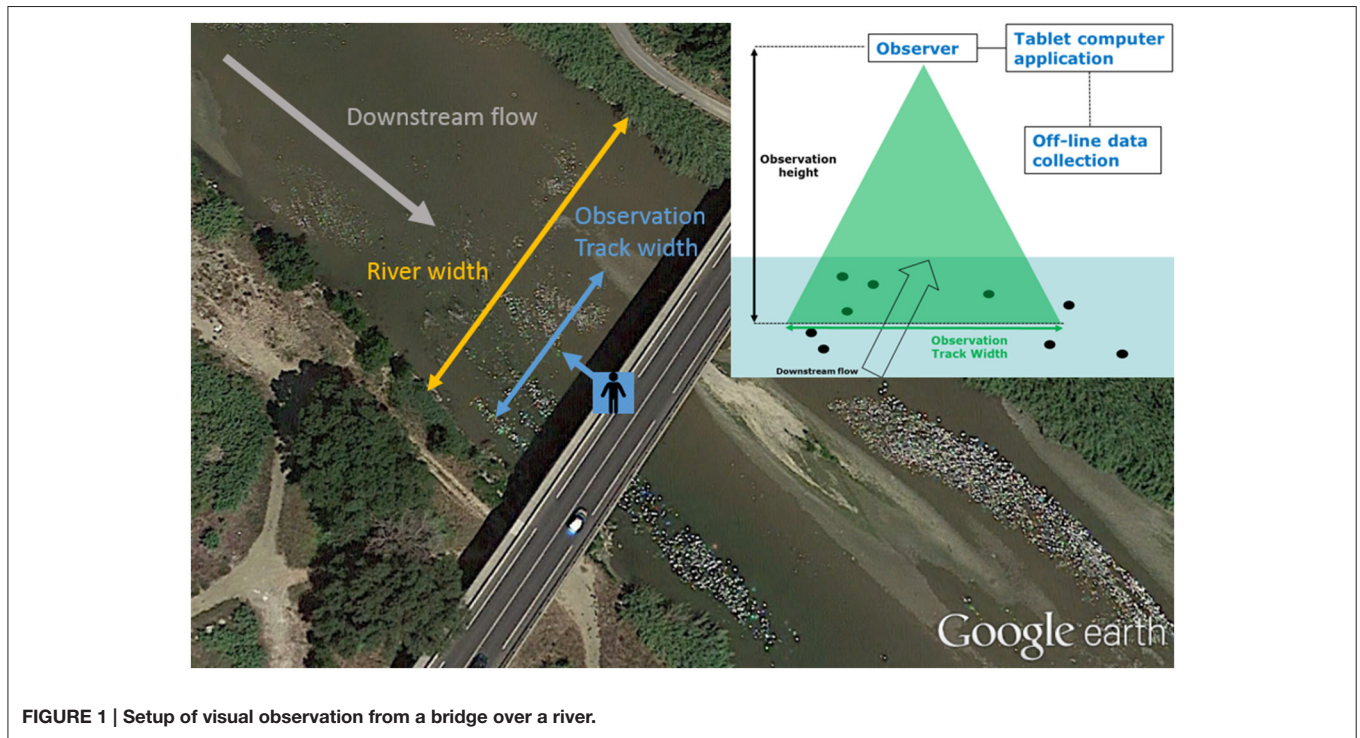 Downstream flow
River width
Observation
Track width
Observer
Tablet computer
application
Off-line data
collection
Observation
height
Observation
Track Width
Downstream flow
Google earth
FIGURE 1 | Setup of visual observation from a bridge over a river.